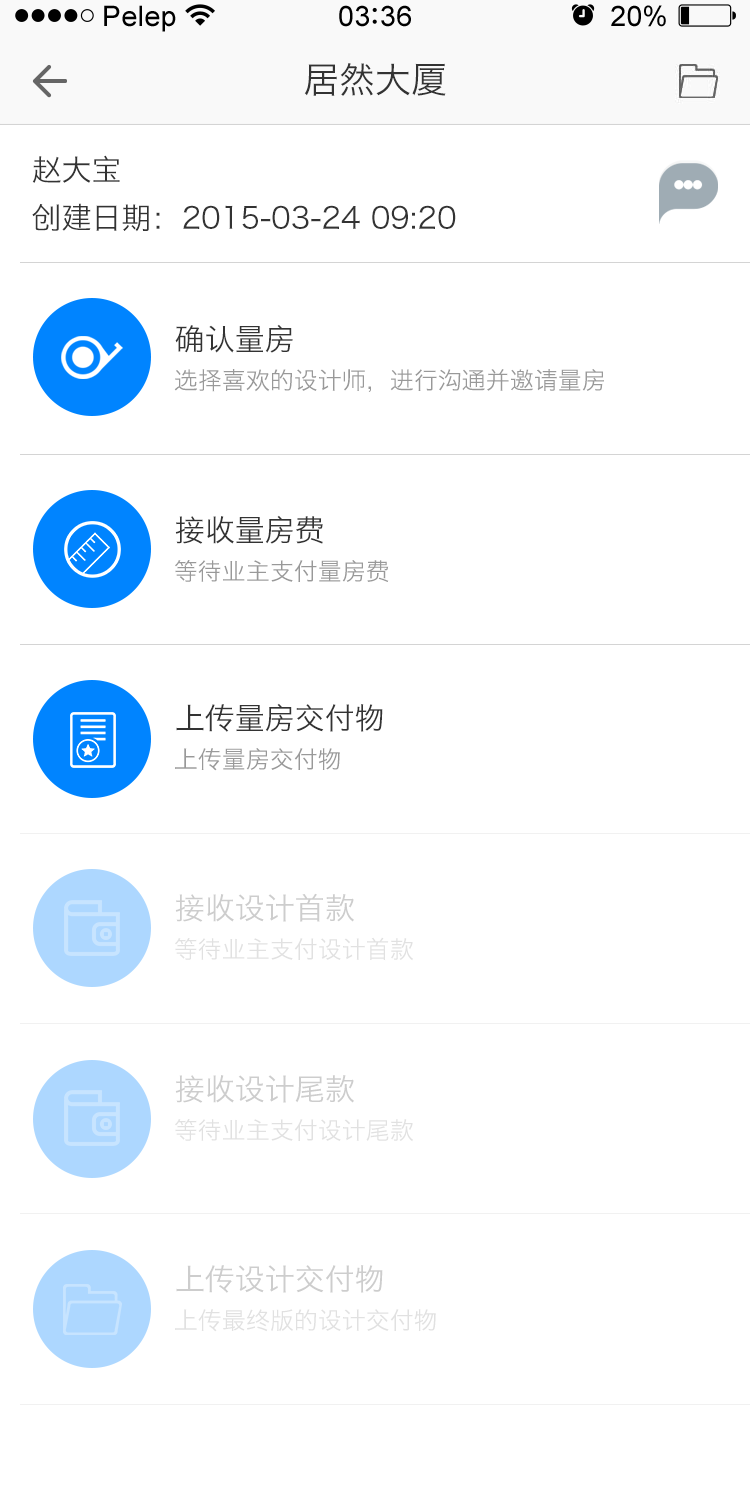 Pelep 03:36 20%
居然大厦
赵大宝
创建日期：2015-03-24 09:20
确认量房
选择喜欢的设计师，进行沟通并邀请量房
接收量房费
等待业主支付量房费
上传量房交付物
上传量房交付物
接收设计首款
等待业主支付设计首款
接收设计尾款
等待业主支付设计尾款
上传设计交付物
上传最终版的设计交付物